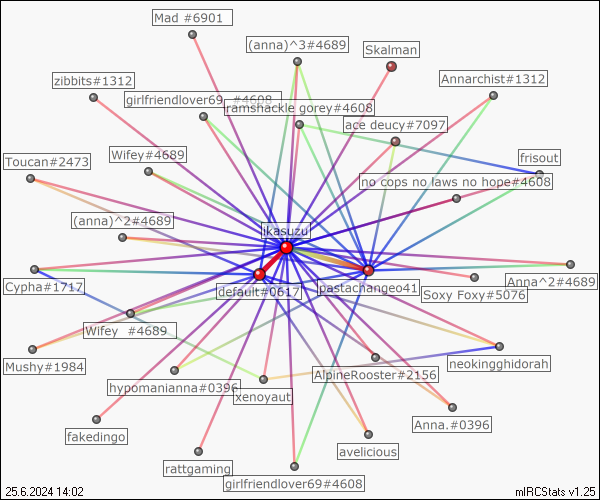 Mad #6901
(anna)^3#4689
Skalman
zibbits#1312
Annarchist#1312
girlfriendlover69_#4608
ramshackle gorey#4608
ace deucy#7097
Toucan#2473
Wifey#4689
frisout
no cops no laws no hope#4608
(anna)^2#4689
ikasuzu
Cypha#1717
default#0617
pastachangeo41
Soxy Foxy#5076
Anna^2#4689
Wifey #4689
Mushy#1984
hypomanianna#0396
xenoyaut
AlpineRooster#2156
neokingghidorah
fakedingo
avelicious
Anna.#0396
rattgaming
girlfriendlover69#4608
25.6.2024 14:02
mIRCStats v1.25